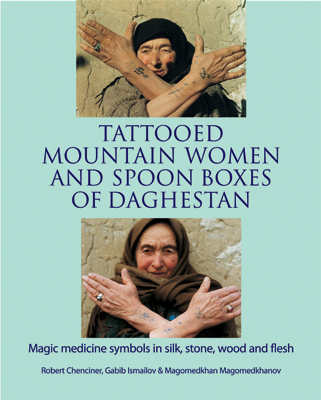 TATTOOED
MOUNTAIN WOMEN
AND SPOON BOXES
OF DAGHESTAN
Magic medicine symbols in silk, stone, wood and flesh
Robert Chenciner, Gabib Ismailov & Magomedkhan Magomedkhanov